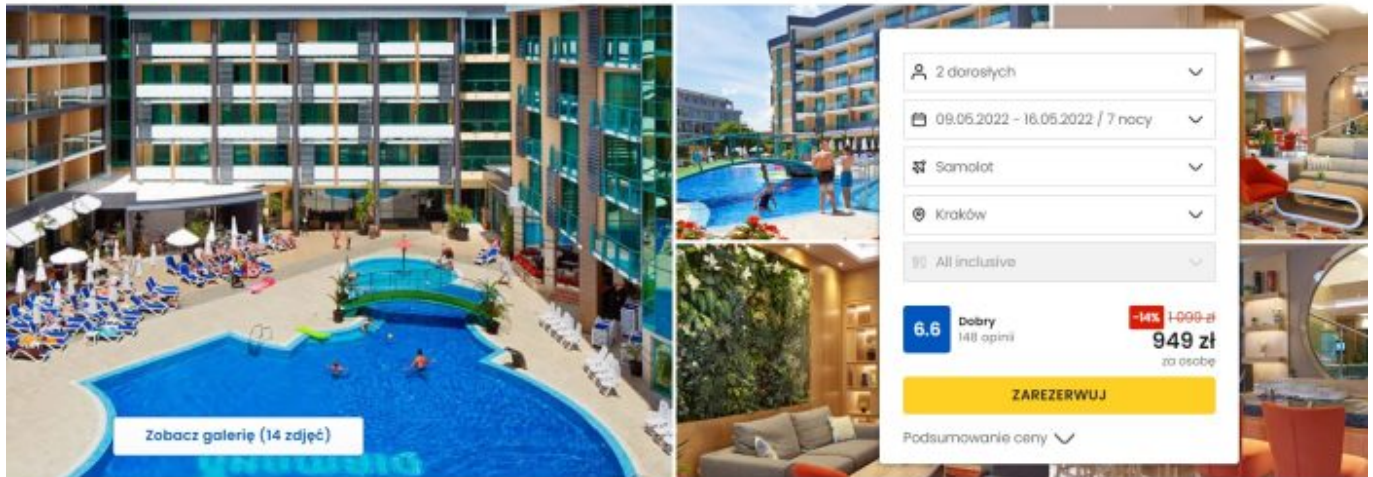 2 dorosłych
09.05.2022 - 16.05.2022 / 7 nocy
Samolot
Kraków
All inclusive
6.6
Dobry
148 opinii
-14% 1 099 zł
949 zł
za osobę
ZAREZERWUJ
Podsumowanie ceny
Zobacz galerię (14 zdjęć)